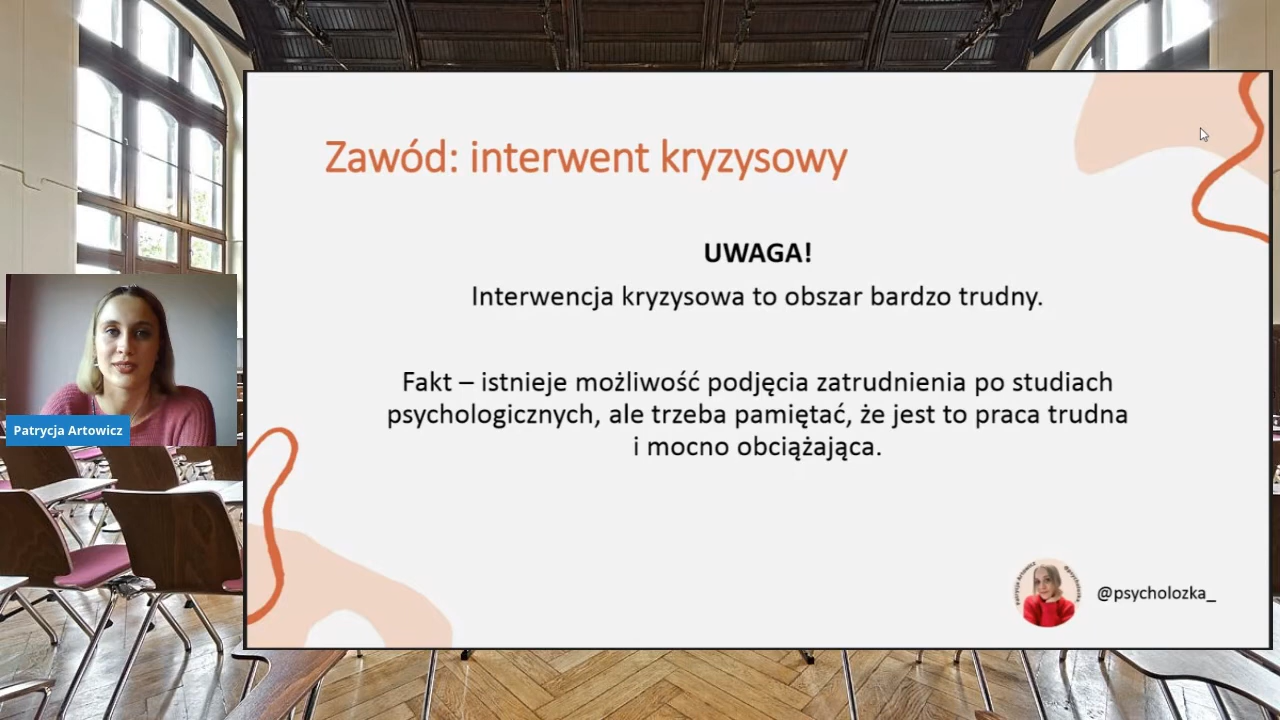 Zawód: interwent kryzysowy
UWAGA!
Interwencja kryzysowa to obszar bardzo trudny.
Fakt – istnieje możliwość podjęcia zatrudnienia po studiach
psychologicznych, ale trzeba pamiętać, że jest to praca trudna
i mocno obciążająca.
Patrycja Artowicz
@psycholozka_